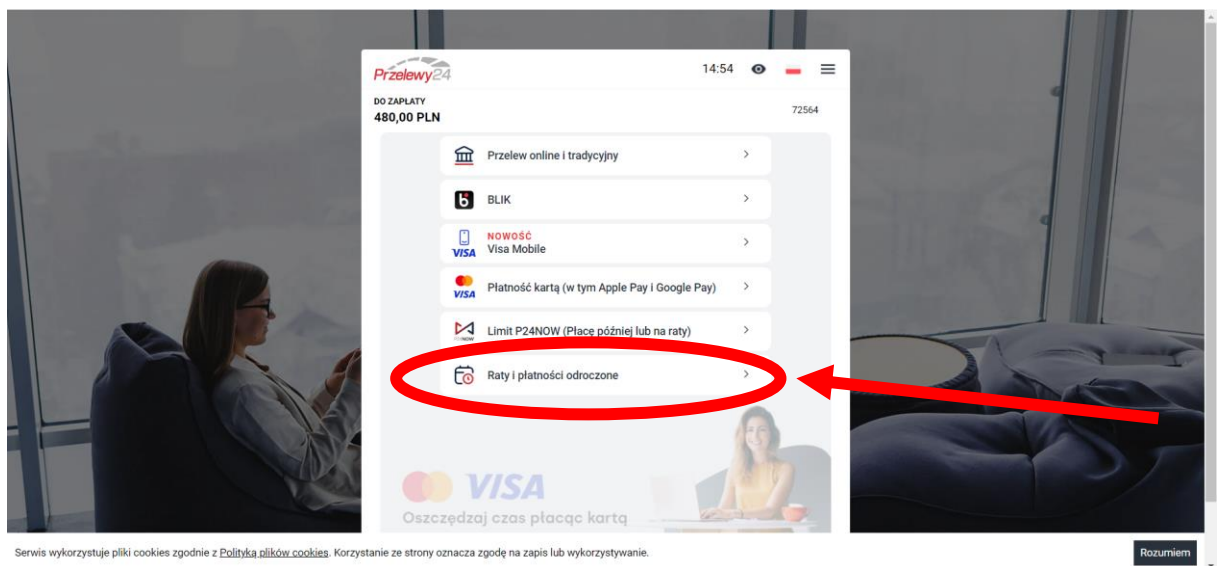 Przelewy24
14:54
DO ZAPŁATY
480,00 PLN
72564
Przelew online i tradycyjny
BLIK
NOWOŚĆ
VISA
Visa Mobile
VISA
Płatność kartą (w tym Apple Pay i Google Pay)
NOW
Limit P24NOW (Płacę później lub na raty)
Raty i płatności odroczone
VISA
Oszczędzaj czas płacąc kartą
Serwis wykorzystuje pliki cookies zgodnie z Polityką plików cookies. Korzystanie ze strony oznacza zgodę na zapis lub wykorzystywanie.
Rozumiem